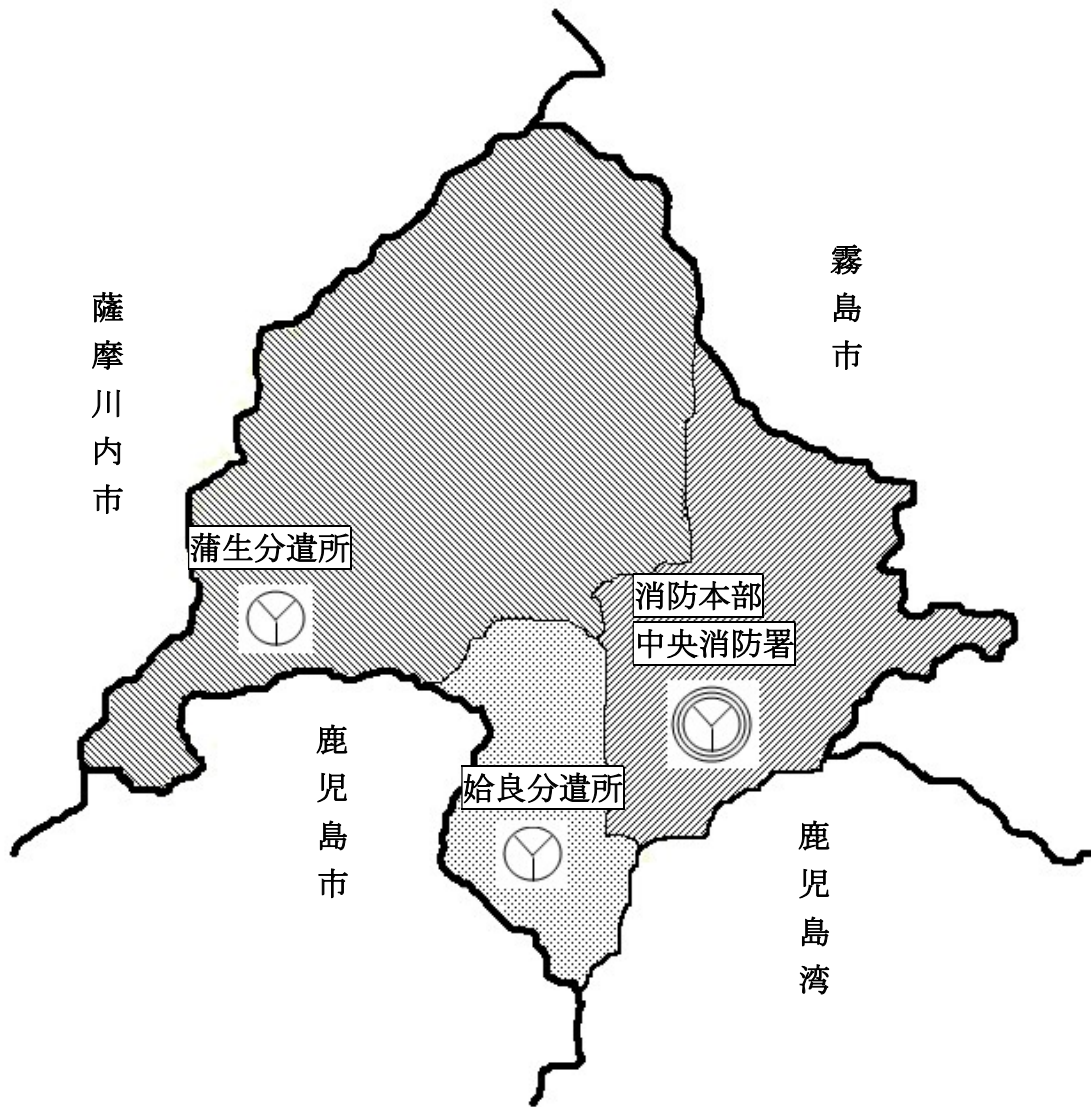 霧島市
薩摩川内市
蒲生分遣所
消防本部
中央消防署
鹿児島市
姶良分遣所
鹿児島湾